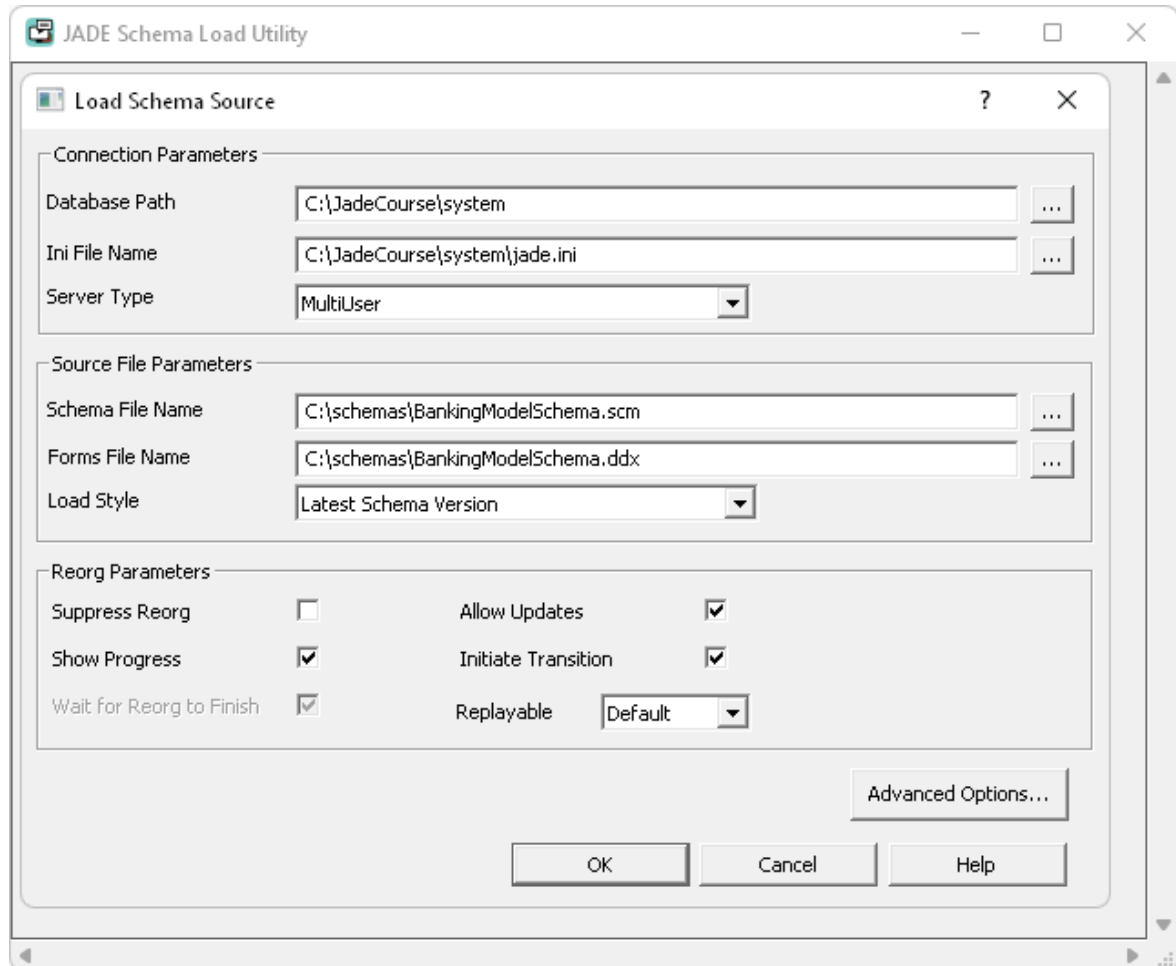 JADE Schema Load Utility
Load Schema Source
?
Connection Parameters
Database Path C:\JadeCourse\system ...
Ini File Name C:\JadeCourse\system\jade.ini ...
Server Type MultiUser
Source File Parameters
Schema File Name C:\schemas\BankingModelSchema.scm ...
Forms File Name C:\schemas\BankingModelSchema.ddx ...
Load Style Latest Schema Version
Reorg Parameters
Suppress Reorg Allow Updates
Show Progress Initiate Transition
Wait for Reorg to Finish Replayable Default
Advanced Options...
OK Cancel Help